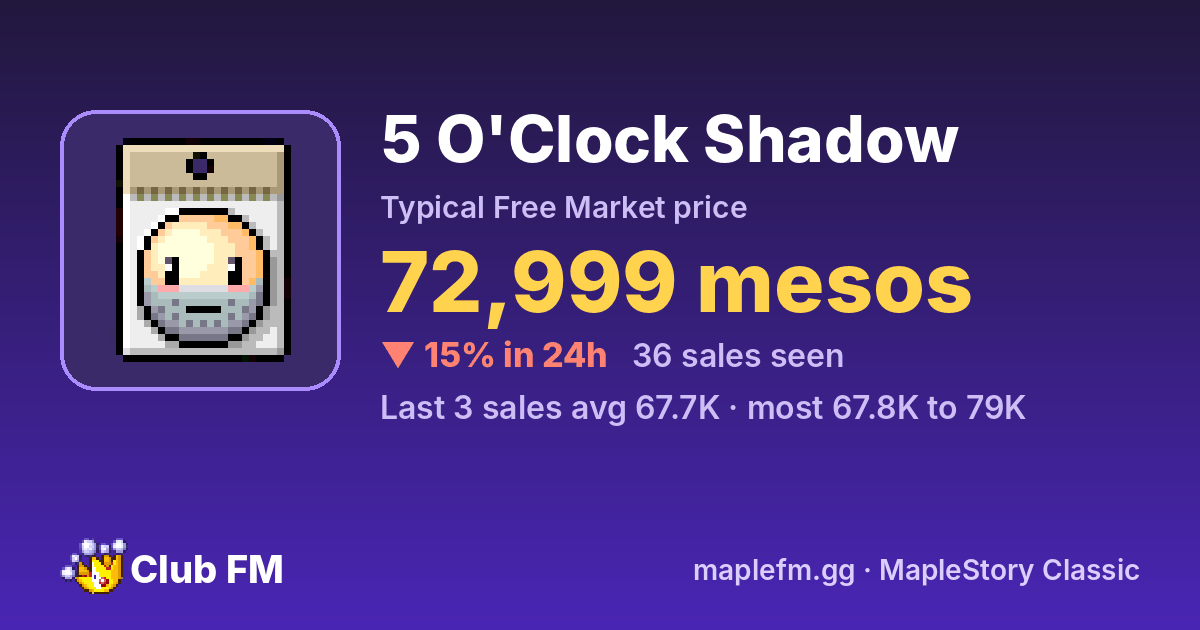 5 O'Clock Shadow
Typical Free Market price
72,999 mesos
▼ 15% in 24h 36 sales seen
Last 3 sales avg 67.7K · most 67.8K to 79K
Club FM
maplefm.gg · MapleStory Classic